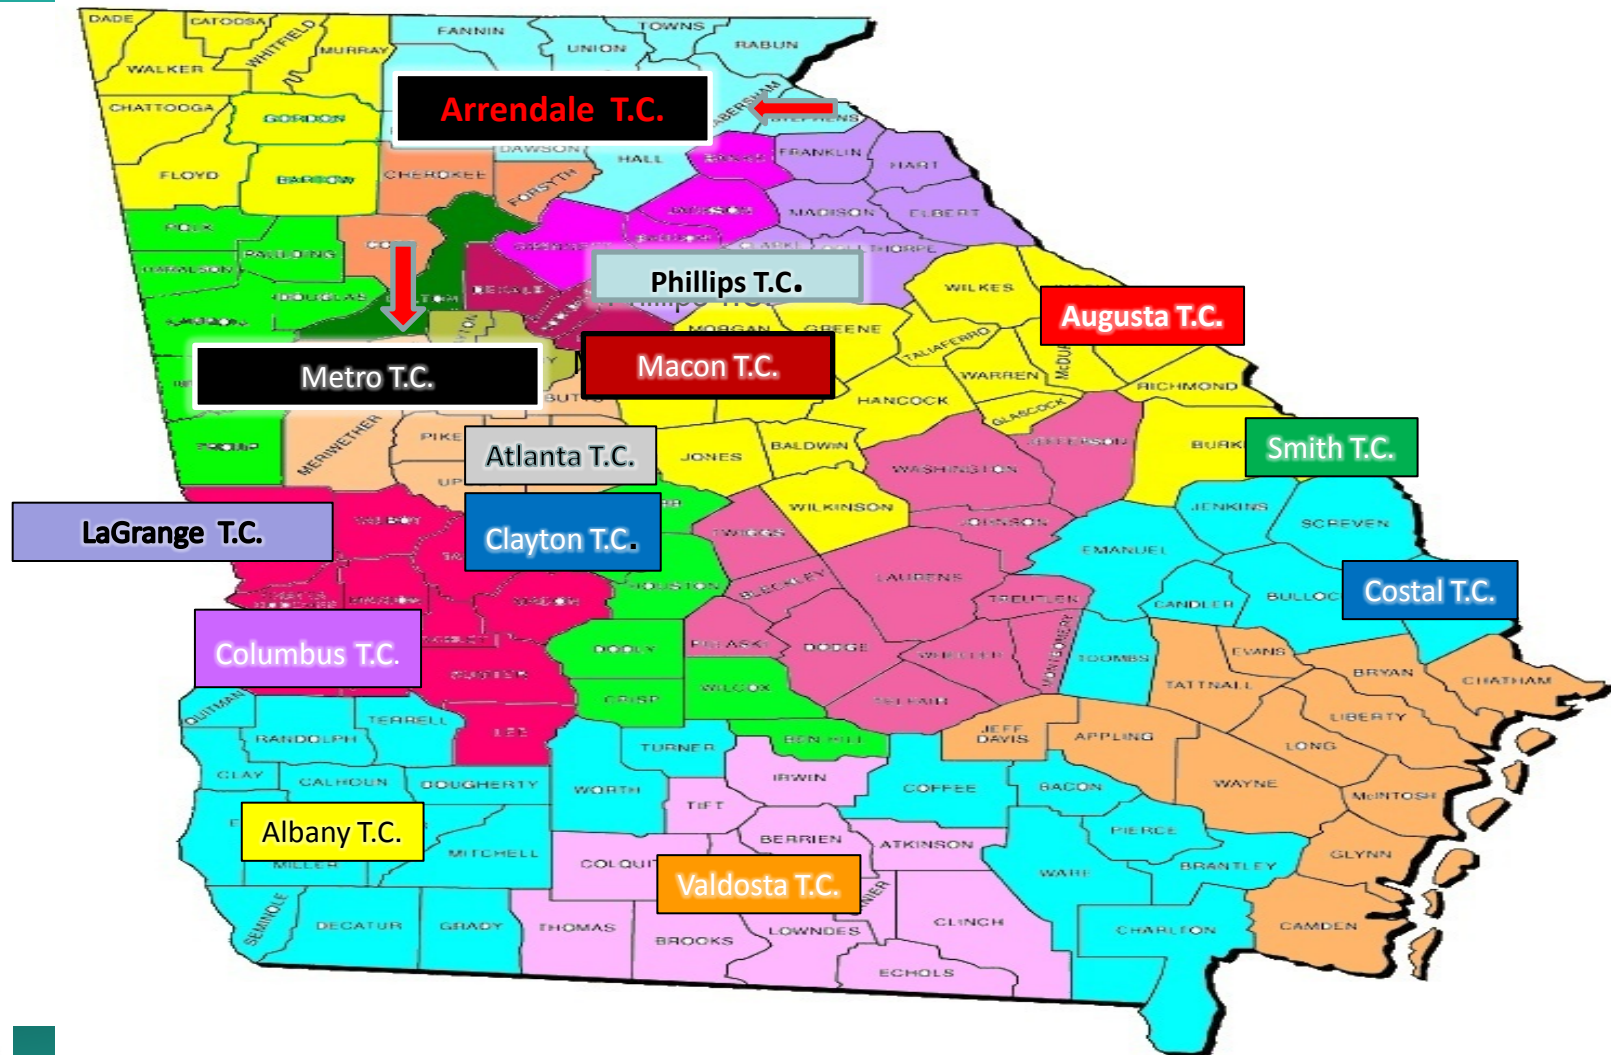 DADE
CATOOSA
WHITFIELD
MURRAY
FANNIN
UNION
TOWNS
RABUN
WALKER
CHATTOOGA
GORDON
Arrendale T.C.
STEPHENS
DAWSON
HALL
FRANKLIN
HART
FLOYD
BARTOW
CHEROKEE
FORSYTH
JACKSON
MADISON
ELBERT
POLK
PAULDING
HARALSON
DOUGLAS
Phillips T.C.
WILKES
Augusta T.C.
MORGAN
GREENE
TALIAFERRO
Metro T.C.
Macon T.C.
WARREN
RICHMOND
HANCOCK
GLASCOCK
TROUP
MERIWETHER
PIKE
Atlanta T.C.
JONES
BALDWIN
WASHINGTON
JEFFERSON
Smith T.C.
LaGrange T.C.
Clayton T.C.
WILKINSON
TWIGGS
JOHNSON
JENKINS
SCREVEN
EMANUEL
HOUSTON
BLECKLEY
LAURENS
TREUTLEN
CANDLER
Costal T.C.
Columbus T.C.
DOOLY
PULASKI
DODGE
WHEELER
MONTGOMERY
TOOMBS
EVANS
TATTNALL
BRYAN
CHATHAM
QUITMAN
TERRELL
CRISP
WILCOX
TELFAIR
LIBERTY
RANDOLPH
LEE
TURNER
BEN HILL
JEFF
DAVIS
APPLING
LONG
CLAY
CALHOUN
DOUGHERTY
WORTH
IRWIN
COFFEE
BACON
WAYNE
McINTOSH
TIFT
Albany T.C.
MITCHELL
BERRIEN
ATKINSON
PIERCE
BRANTLEY
GLYNN
MILLER
Valdosta T.C.
WARE
SEMINOLE
DECATUR
GRADY
THOMAS
BROOKS
LOWNDES
CLINCH
CHARLTON
CAMDEN
ECHOLS